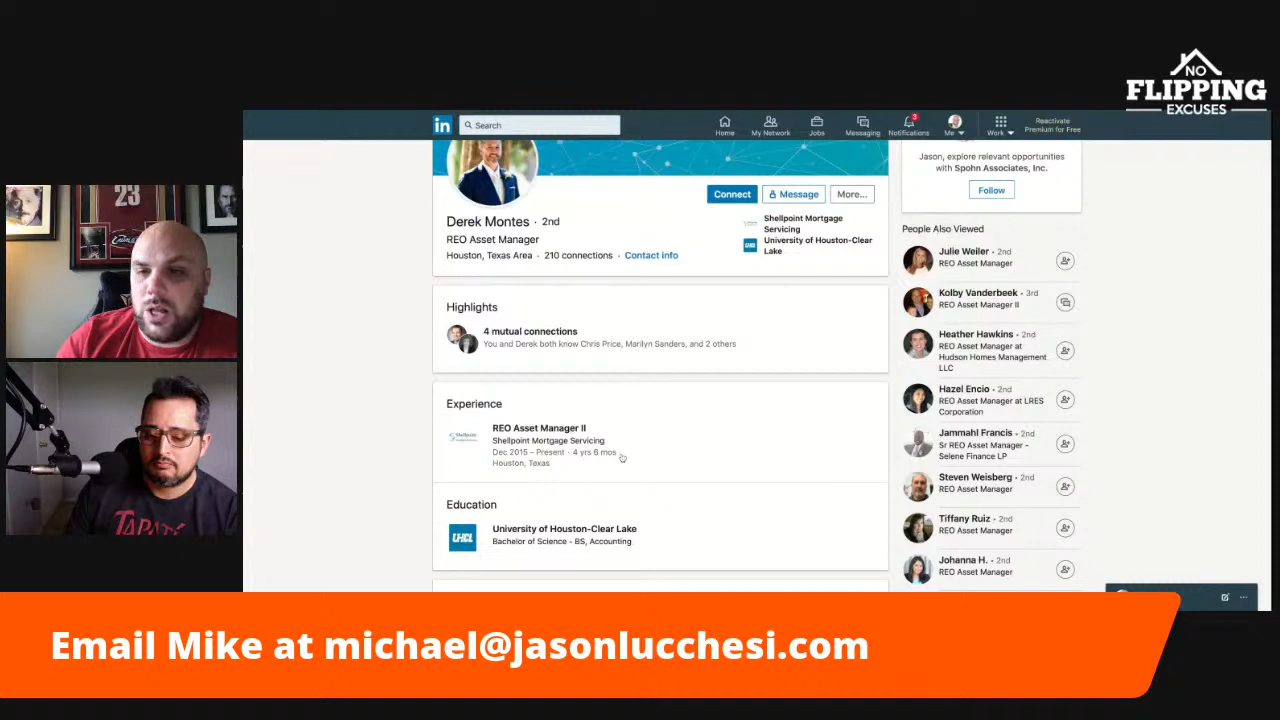 NO
FLIPPING
EXCUSES
in
Search
Home
My Network
Jobs
Messaging
3
Notifications
Me
Work
Reactivate
Premium for Free
Jason, explore relevant opportunities
with Spohn Associates, Inc.
Follow
Connect
Message
More...
Derek Montes · 2nd
REO Asset Manager
Houston, Texas Area · 210 connections · Contact info
Shellpoint Mortgage
Servicing
UHCL
University of Houston-Clear
Lake
Highlights
4 mutual connections
You and Derek both know Chris Price, Marilyn Sanders, and 2 others
Experience
REO Asset Manager II
Shellpoint Mortgage Servicing
Dec 2015 – Present · 4 yrs 6 mos
Houston, Texas
Education
UHCL
University of Houston-Clear Lake
Bachelor of Science - BS, Accounting
People Also Viewed
Julie Weiler • 2nd
REO Asset Manager
Kolby Vanderbeek • 3rd
REO Asset Manager II
Heather Hawkins • 2nd
REO Asset Manager at
Hudson Homes Management
LLC
Hazel Encio • 2nd
REO Asset Manager at LRES
Corporation
Jammahl Francis • 2nd
Sr REO Asset Manager -
Selene Finance LP
Steven Weisberg • 2nd
REO Asset Manager
Tiffany Ruiz • 2nd
REO Asset Manager
Johanna H. • 2nd
REO Asset Manager
23
Email Mike at michael@jasonlucchesi.com